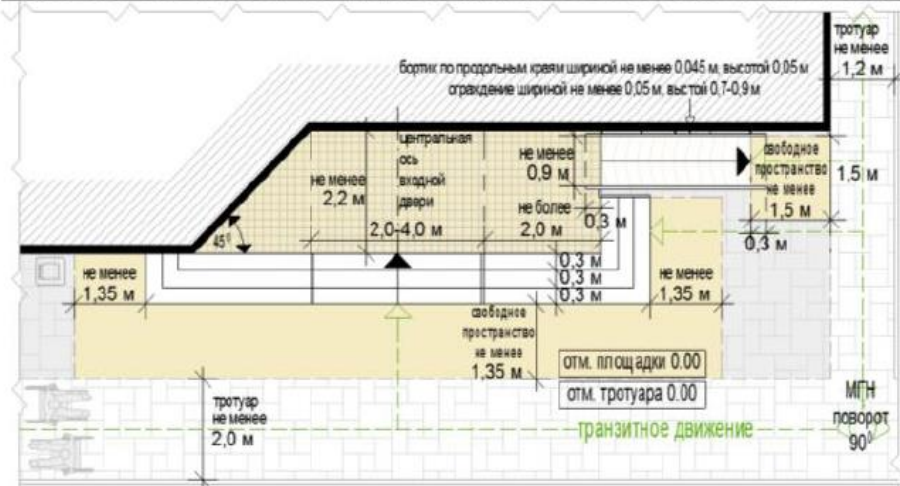 тротуар
не менее
1,2 м
бортик по продольным краям шириной не менее 0,045 м, высотой 0,05 м
ограждение шириной не менее 0,05 м, выстой 0,7-0,9 м
центральная
ось
входной
двери
не менее
2,2 м
2,0-4,0 м
не менее
0,9 м
не более
2,0 м
0,3 м
свободное
пространство
не менее
1,5 м
1,5 м
0,3 м
45⁰
0,3 м
0,3 м
0,3 м
не менее
1,35 м
не менее
1,35 м
свободное
пространство
не менее
1,35 м
отм. площадки 0.00
отм. тротуара 0.00
тротуар
не менее
2,0 м
транзитное движение
МГН
поворот
90⁰